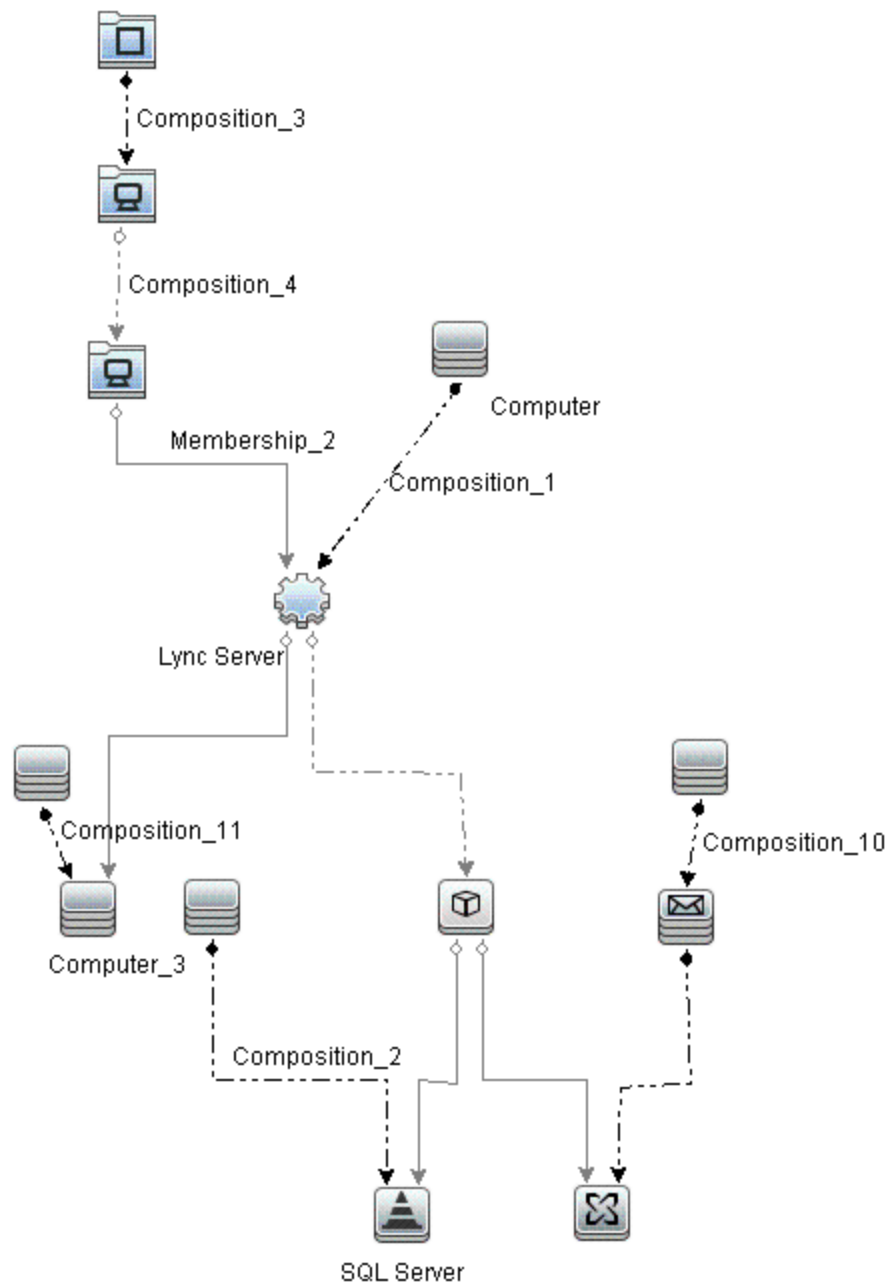 Composition_3
Composition_4
Computer
Membership_2
Composition_1
Lync Server
Composition_11
Composition_10
Computer_3
Composition_2
SQL Server